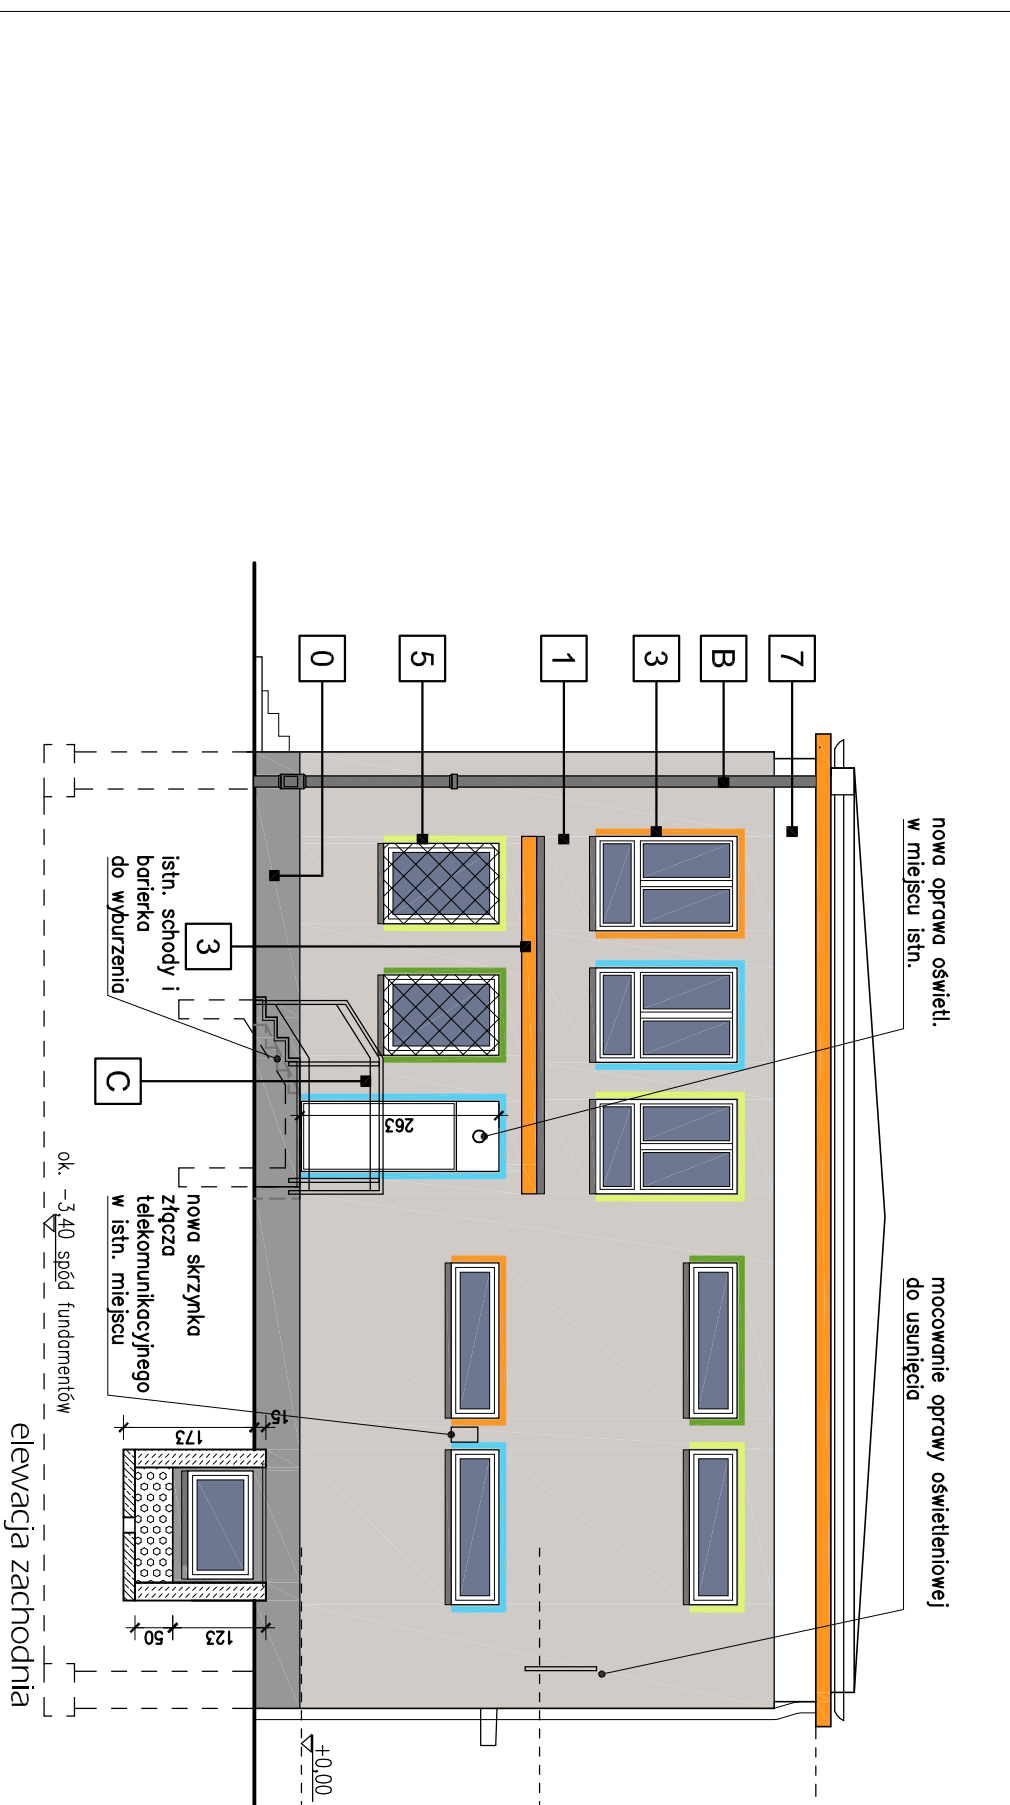 nowa oprawa oświetl.
w miejscu istn.
mocowanie oprawy oświetleniowej
do usunięcia
7
B
3
1
5
0
3
C
263
istn. schody i
barierka
do wyburzenia
nowa skrzynka
złącza
telekomunikacyjnego
w istn. miejscu
ok. -3,40 spód fundamentów
15
173
50
123
+0,00
elewacja zachodnia